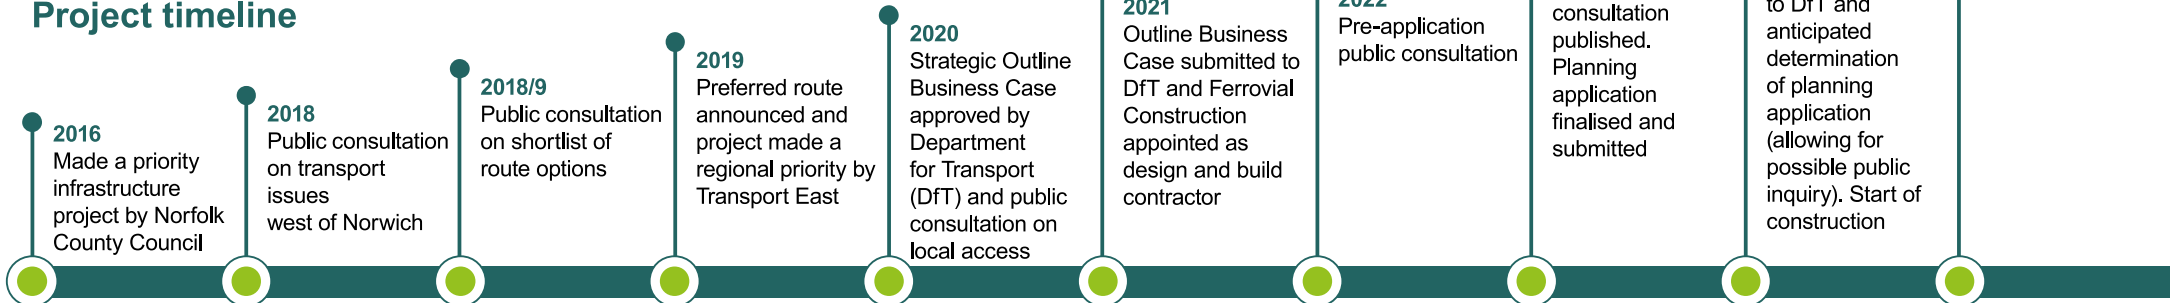 Project timeline
2016
Made a priority
infrastructure
project by Norfolk
County Council
2018
Public consultation
on transport
issues
west of Norwich
2018/9
Public consultation
on shortlist of
route options
2019
Preferred route
announced and
project made a
regional priority by
Transport East
2020
Strategic Outline
Business Case
approved by
Department
for Transport
(DfT) and public
consultation on
local access
2021
Outline Business
Case submitted to
DfT and Ferrovial
Construction
appointed as
design and build
contractor
2022
Pre-application
public consultation
consultation
published.
Planning
application
finalised and
submitted
to DfT and
anticipated
determination
of planning
application
(allowing for
possible public
inquiry). Start of
construction